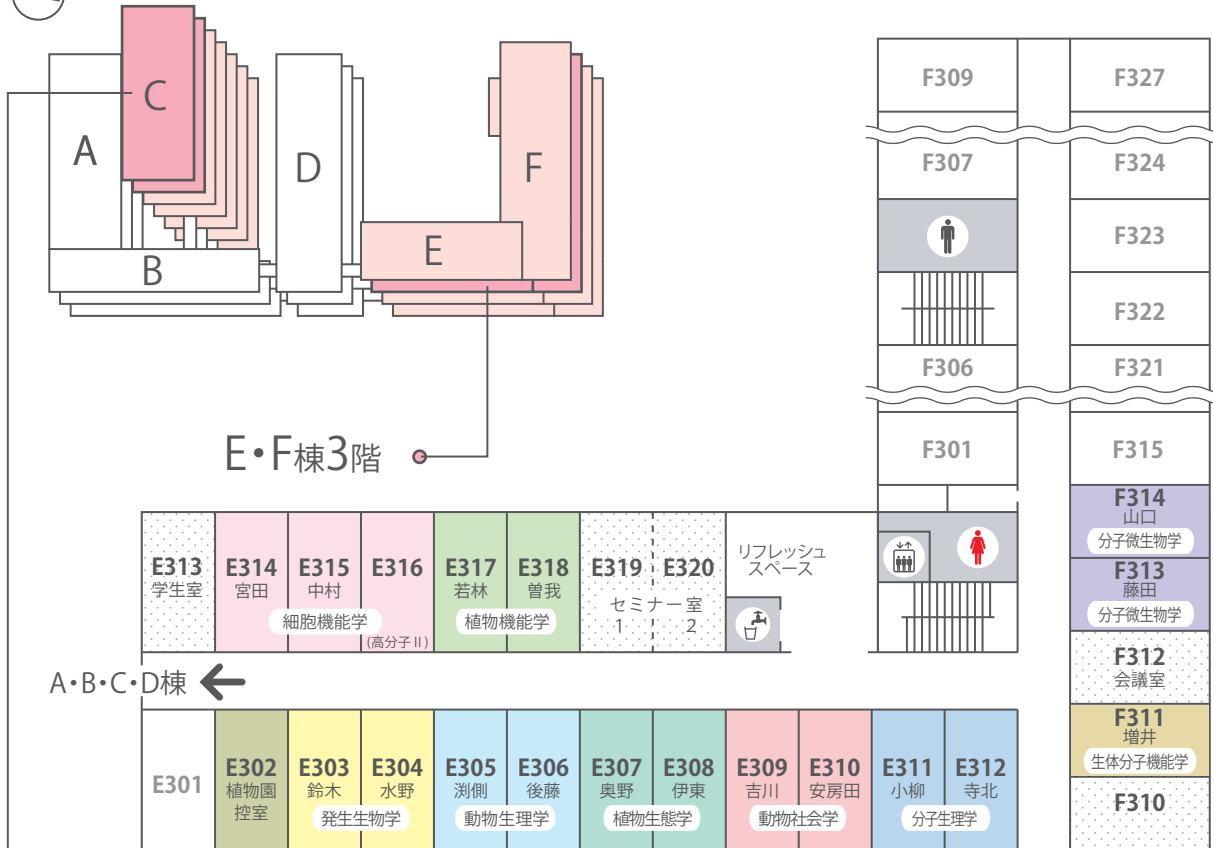 A
C
B
D
E
F
E・F棟3階
F309
F327
F307
F324
F323
F322
F306
F321
F301
F315
F314
山口
分子微生物学
F313
藤田
分子微生物学
F312
会議室
F311
増井
生体分子機能学
F310
E313
学生室
E314
宮田
E315
中村
E316
細胞機能学
(高分子Ⅱ)
E317
若林
E318
曽我
植物機能学
E319
E320
セミナー室
1
2
リフレッシュ
スペース
A・B・C・D棟
E301
E302
植物園
控室
E303
鈴木
E304
水野
発生生物学
E305
渕側
E306
後藤
動物生理学
E307
奥野
E308
伊東
植物生態学
E309
吉川
E310
安房田
動物社会学
E311
小柳
E312
寺北
分子生理学